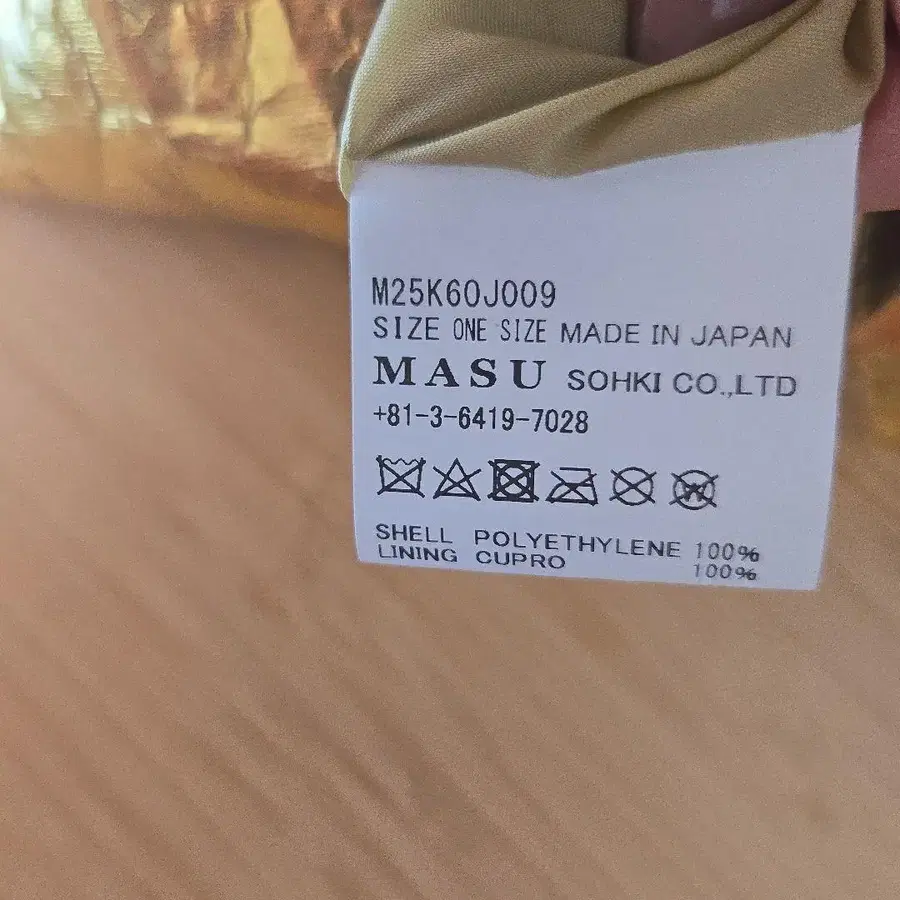 M25K60J009
SIZE ONE SIZE MADE IN JAPAN
MASU SOHKI CO.,LTD
+81-3-6419-7028
SHELL POLYETHYLENE 100%
LINING CUPRO 100%